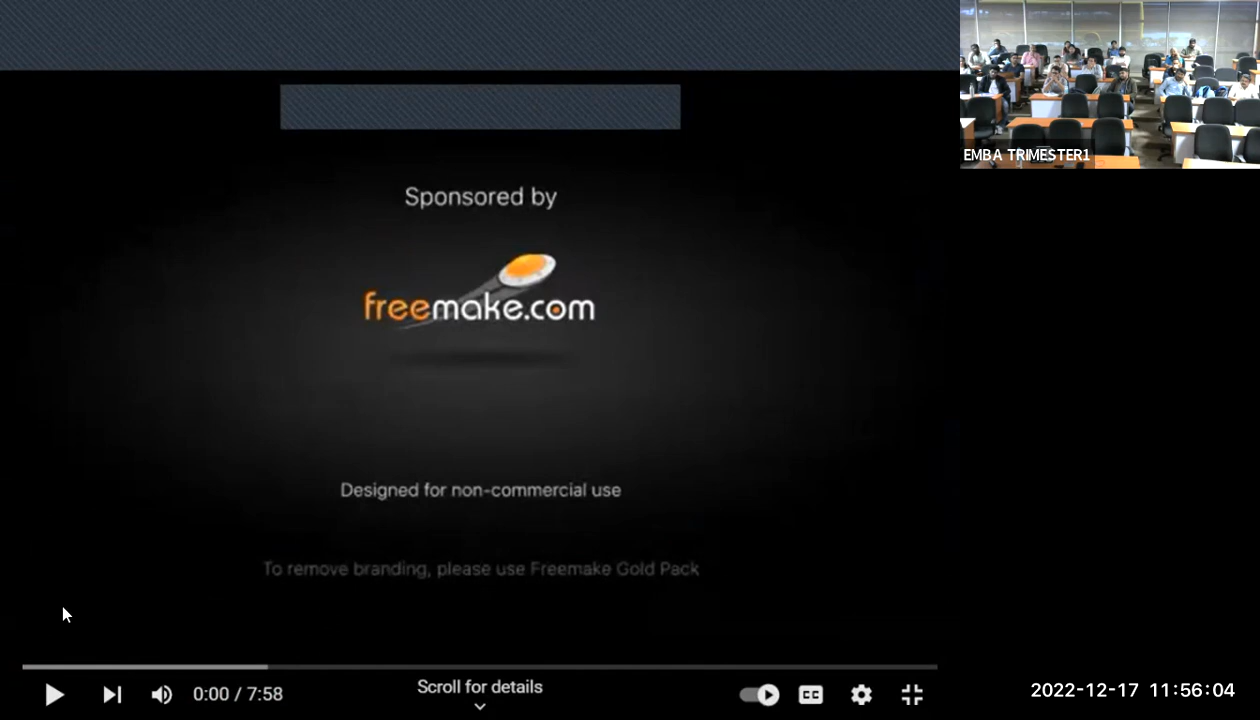 EMBA TRIMESTER1
Sponsored by
freemake.com
Designed for non-commercial use
To remove branding, please use Freemake Gold Pack
0:00 / 7:58
Scroll for details
CC
2022-12-17 11:56:04